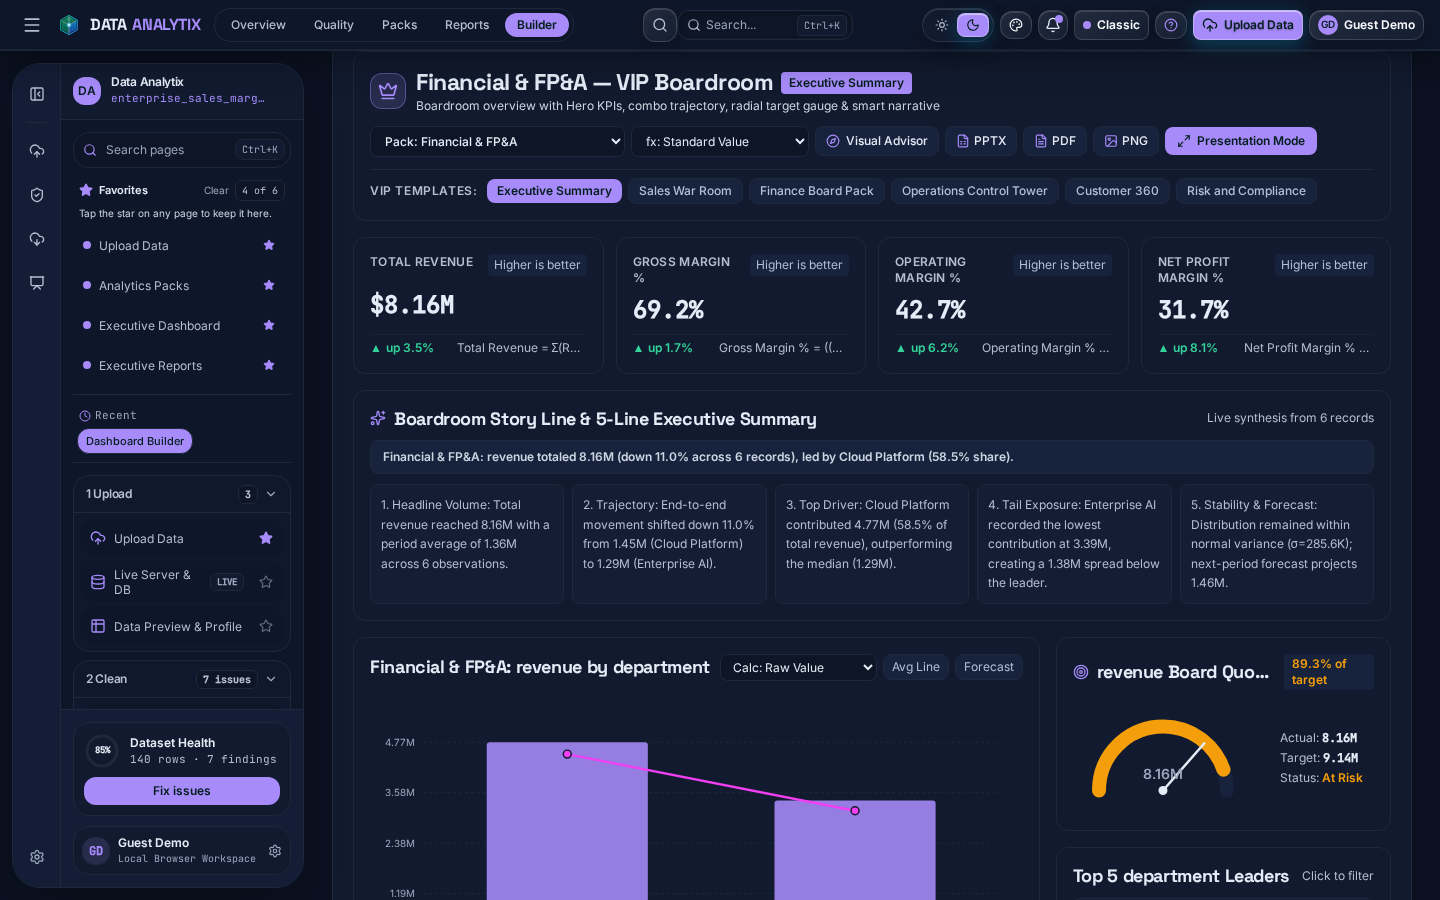 DATA ANALYTIX
Overview
Quality
Packs
Reports
Builder
Search...
Ctrl+K
Classic
Upload Data
GD
Guest Demo
DA
Data Analytix
enterprise_sales_marg…
Search pages
Ctrl+K
Favorites
Clear
4 of 6
Tap the star on any page to keep it here.
Upload Data
Analytics Packs
Executive Dashboard
Executive Reports
Recent
Dashboard Builder
1 Upload
3
Upload Data
Live Server &
DB
LIVE
Data Preview & Profile
2 Clean
7 issues
85%
Dataset Health
140 rows · 7 findings
Fix issues
GD
Guest Demo
Local Browser Workspace
Financial & FP&A — VIP Boardroom
Executive Summary
Boardroom overview with Hero KPIs, combo trajectory, radial target gauge & smart narrative
Pack: Financial & FP&A
fx: Standard Value
Visual Advisor
PPTX
PDF
PNG
Presentation Mode
VIP TEMPLATES:
Executive Summary
Sales War Room
Finance Board Pack
Operations Control Tower
Customer 360
Risk and Compliance
TOTAL REVENUE
Higher is better
$8.16M
▲ up 3.5%
Total Revenue = Σ(R...
GROSS MARGIN
%
Higher is better
69.2%
▲ up 1.7%
Gross Margin % = ((...
OPERATING
MARGIN %
Higher is better
42.7%
▲ up 6.2%
Operating Margin % ...
NET PROFIT
MARGIN %
Higher is better
31.7%
▲ up 8.1%
Net Profit Margin % ...
Boardroom Story Line & 5-Line Executive Summary
Live synthesis from 6 records
Financial & FP&A: revenue totaled 8.16M (down 11.0% across 6 records), led by Cloud Platform (58.5% share).
1. Headline Volume: Total
revenue reached 8.16M with a
period average of 1.36M
across 6 observations.
2. Trajectory: End-to-end
movement shifted down 11.0%
from 1.45M (Cloud Platform)
to 1.29M (Enterprise AI).
3. Top Driver: Cloud Platform
contributed 4.77M (58.5% of
total revenue), outperforming
the median (1.29M).
4. Tail Exposure: Enterprise AI
recorded the lowest
contribution at 3.39M,
creating a 1.38M spread below
the leader.
5. Stability & Forecast:
Distribution remained within
normal variance (σ=285.6K);
next-period forecast projects
1.46M.
Financial & FP&A: revenue by department
Calc: Raw Value
Avg Line
Forecast
4.77M
3.58M
2.38M
1.19M
revenue Board Quo...
89.3% of
target
8.16M
Actual: 8.16M
Target: 9.14M
Status: At Risk
Top 5 department Leaders
Click to filter